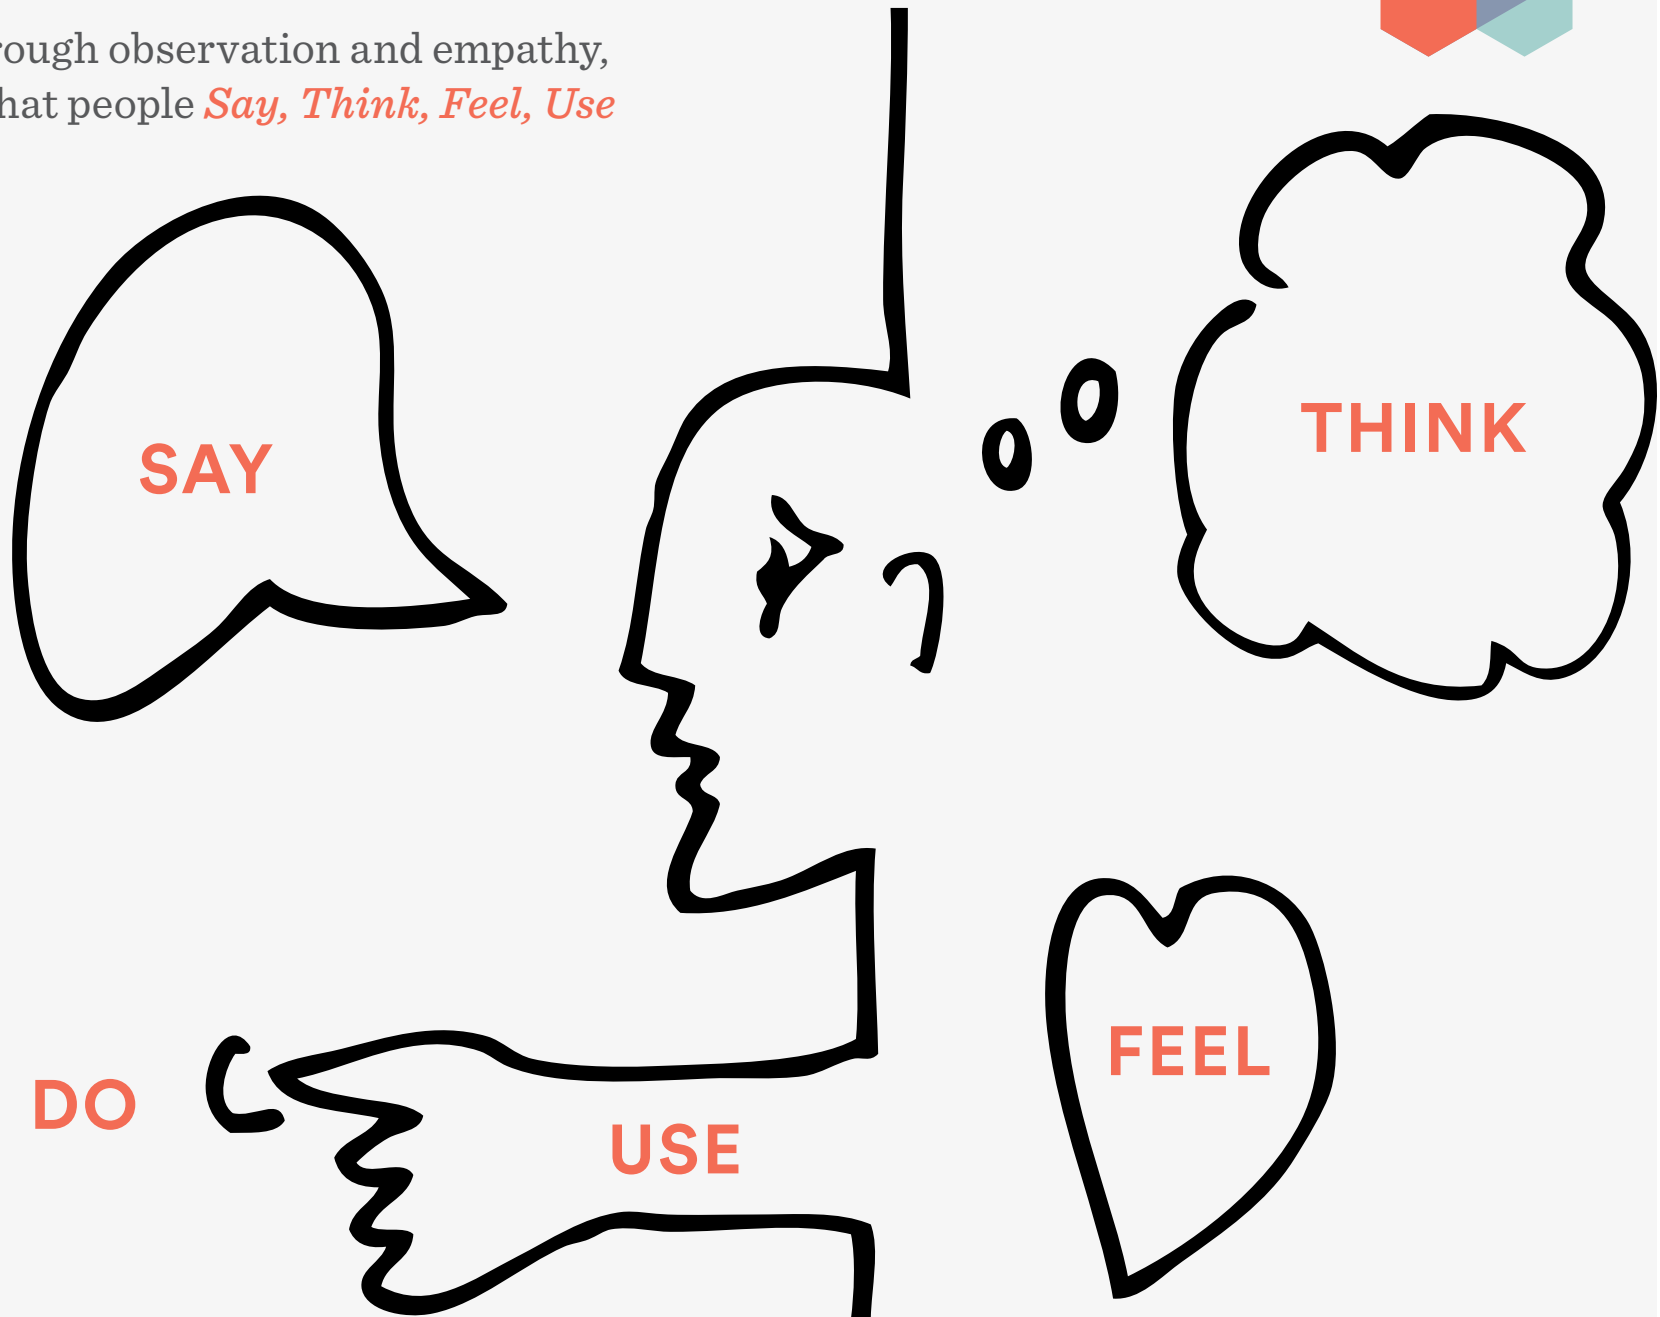 rough observation and empathy,
hat people Say, Think, Feel, Use
SAY
THINK
FEEL
DO
USE